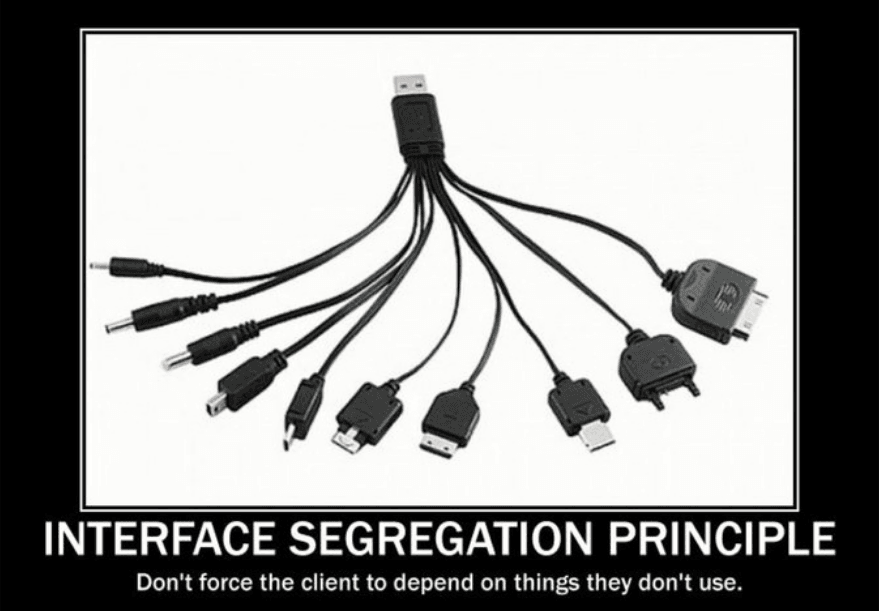 INTERFACE SEGREGATION PRINCIPLE
Don't force the client to depend on things they don't use.